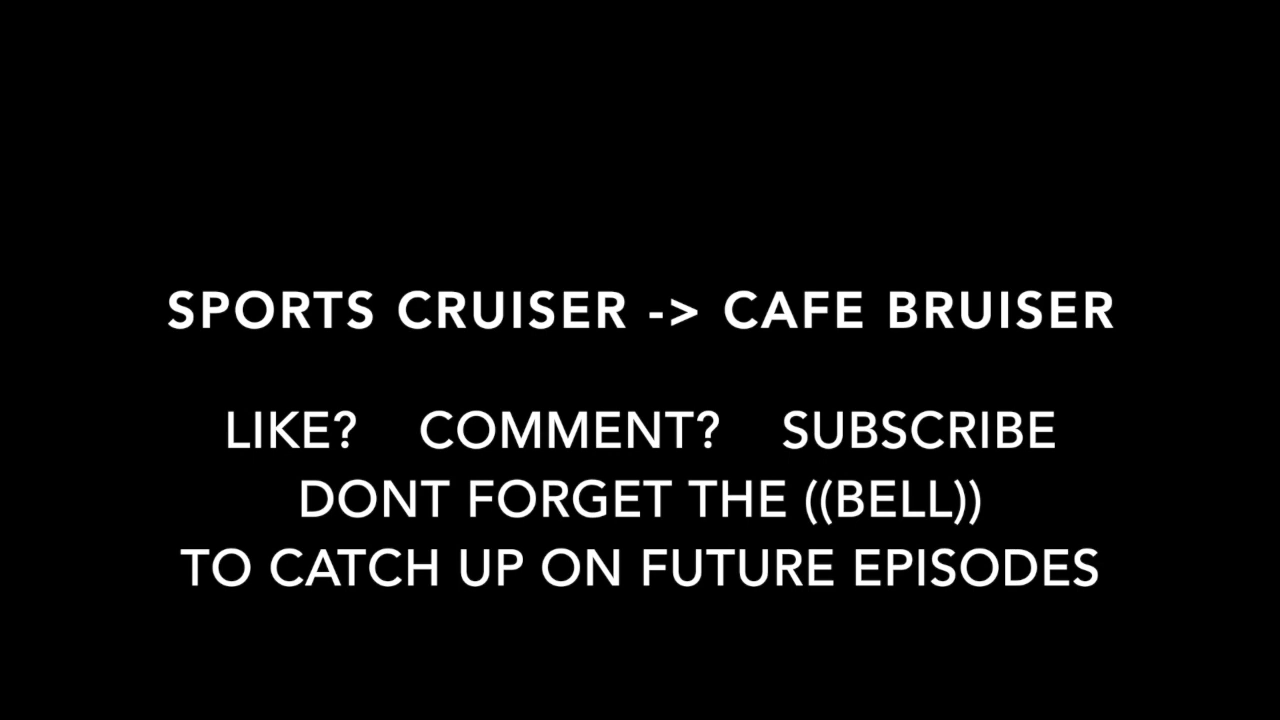 SPORTS CRUISER -> CAFE BRUISER
LIKE? COMMENT? SUBSCRIBE
DONT FORGET THE ((BELL))
TO CATCH UP ON FUTURE EPISODES